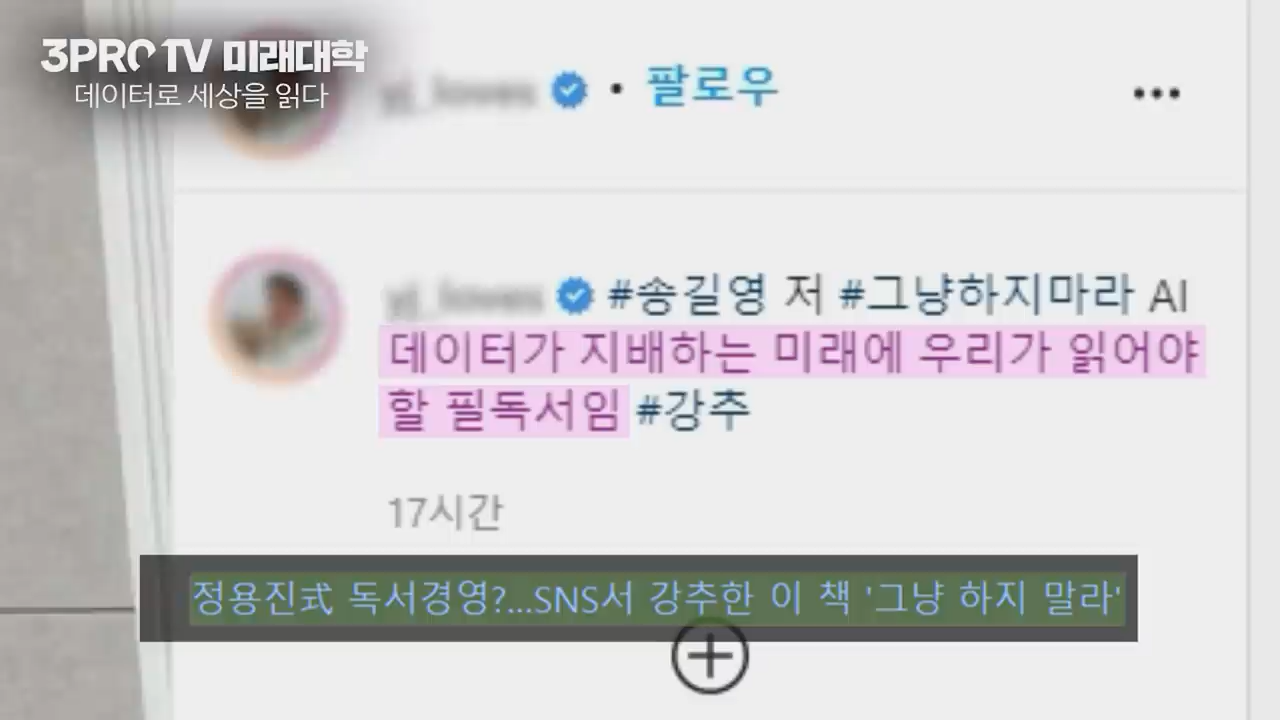 3PRO TV 미래대학
데이터로 세상을 읽다
• 팔로우
#송길영 저 #그냥하지마라 AI
데이터가 지배하는 미래에 우리가 읽어야
할 필독서임 #강추
17시간
정용진式 독서경영?...SNS서 강추한 이 책 '그냥 하지 말라'